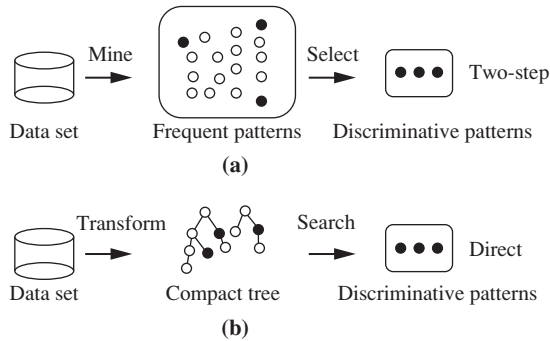 Mine
Select
Two-step
Data set
Frequent patterns
Discriminative patterns
(a)
Transform
Search
Direct
Data set
Compact tree
Discriminative patterns
(b)